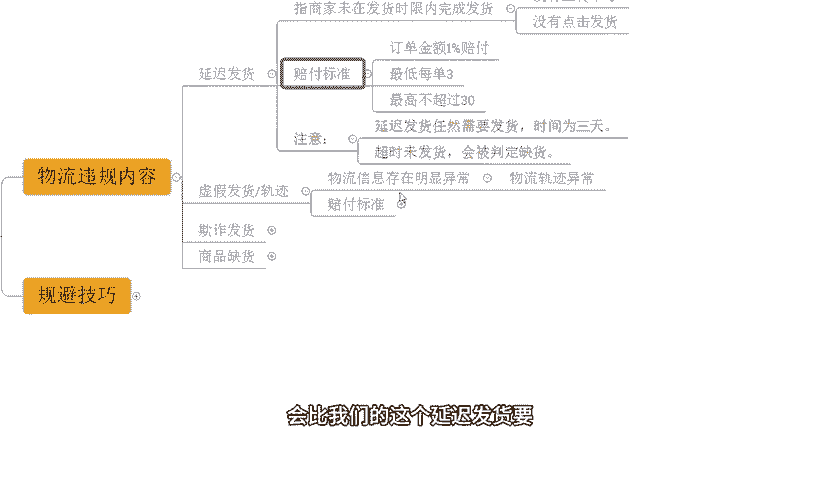 指商家未在发货时限内完成发货
没有点击发货
延迟发货
赔付标准
订单金额1%赔付
最低每单3
最高不超过30
注意:
延迟发货任然需要发货，时间为三天。
超时未发货，会被判定缺货。
物流违规内容
虚假发货/轨迹
物流信息存在明显异常
物流轨迹异常
赔付标准
欺诈发货
商品缺货
规避技巧
会比我们的这个延迟发货要